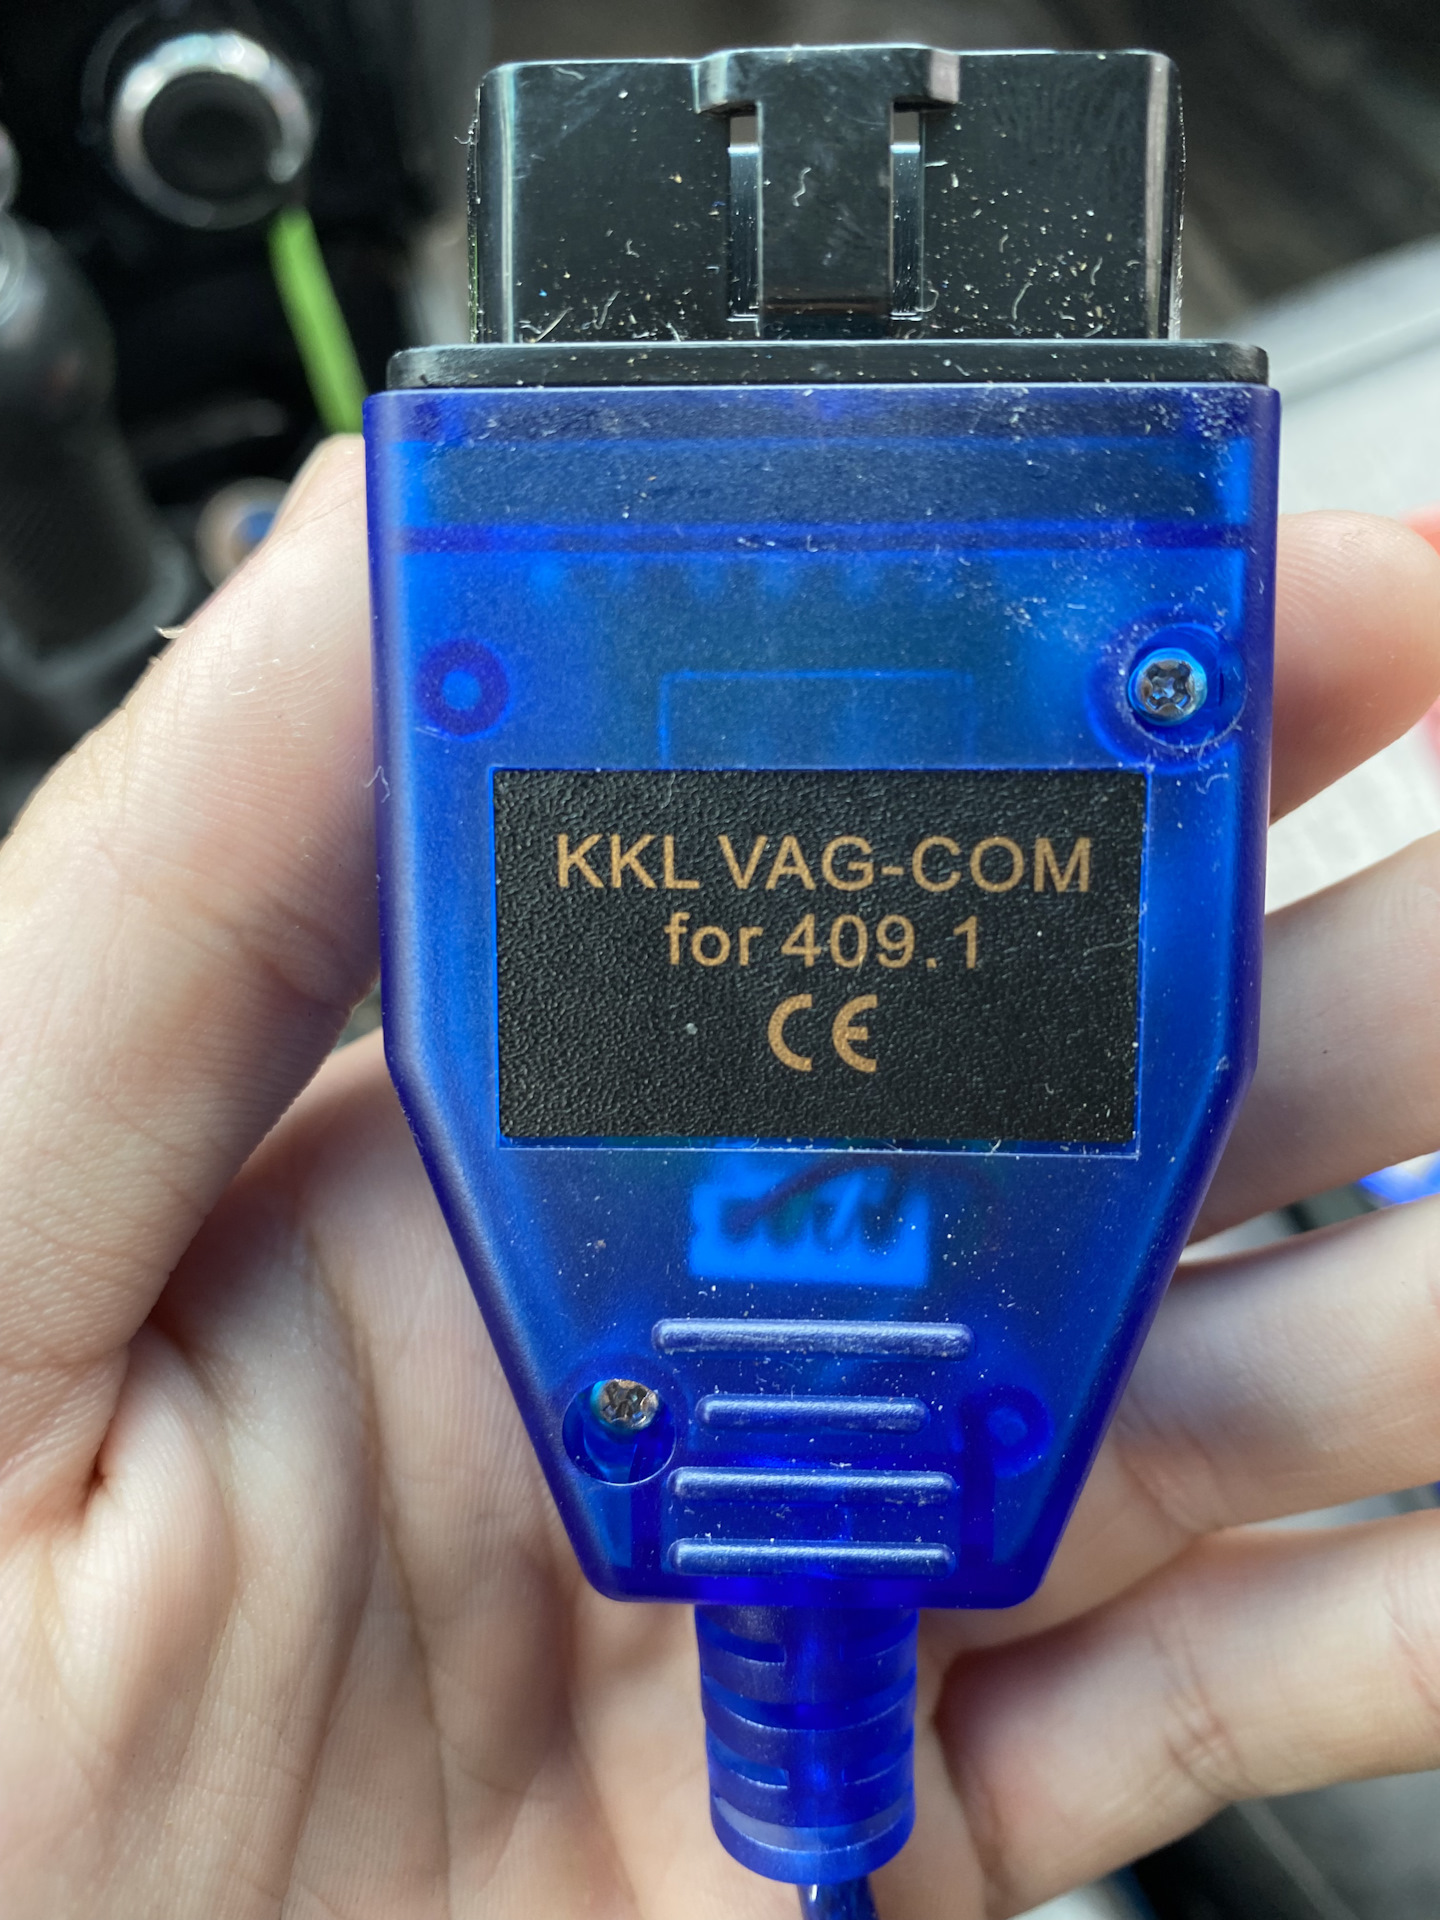 KKL VAG-COM
for 409.1
CE